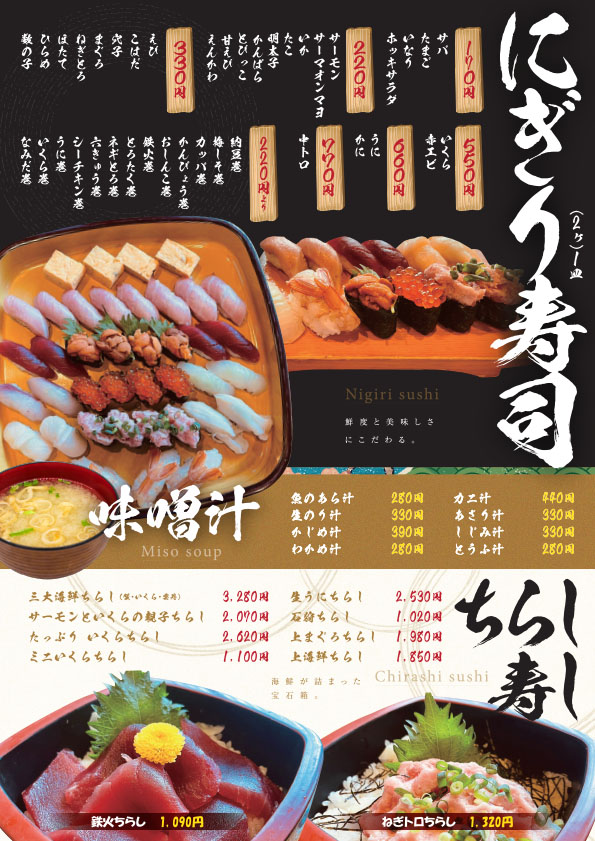 にぎり寿司
(2ケ)一皿
170円
サバ
たまご
いなり
ホッキサラダ
220円
サーモン
サーマオンマヨ
いか
たこ
明太子
かんぱち
とびっこ
甘えび
えんがわ
330円
えび
こはだ
穴子
まぐろ
ねぎとろ
ほたて
ひらめ
数の子
550円
いくら
赤エビ
660円
うに
かに
770円
中トロ
220円より
納豆巻
梅しそ巻
カッパ巻
かんぴょう巻
おしんこ巻
鉄火巻
とろたく巻
ネギとろ巻
六きゅう巻
シーチキン巻
うに巻
いくら巻
なみだ巻
Nigiri sushi
鮮度と美味しさ
にこだわる。
味噌汁
Miso soup
魚のあら汁 280円
生のり汁 330円
かじめ汁 390円
わかめ汁 280円
カニ汁 440円
あさり汁 330円
しじみ汁 330円
とうふ汁 280円
ちらし寿し
Chirashi sushi
海鮮が詰まった
宝石箱。
三大海鮮ちらし 3.280円
サーモンといくらの親子ちらし 2.070円
たっぷり いくらちらし 2.620円
ミニいくらちらし 1.100円
生うにちらし 2.530円
石狩ちらし 1.020円
上まぐろちらし 1.980円
上海鮮ちらし 1.850円
鉄火ちらし 1.090円
ねぎトロちらし 1.320円